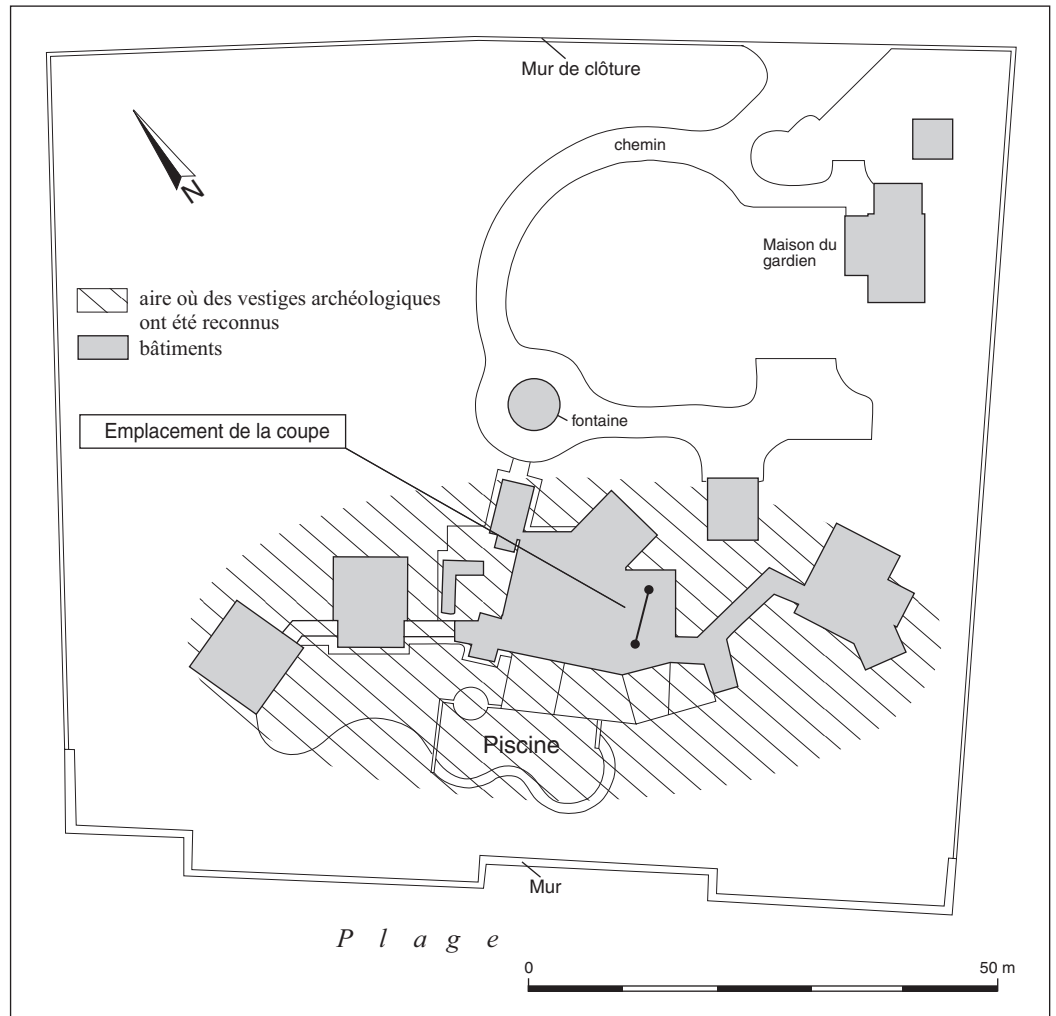 Mur de clôture
chemin
N
Maison du
gardien
aire où des vestiges archéologiques
ont été reconnus
bâtiments
fontaine
Emplacement de la coupe
Piscine
Mur
Plage
0 50 m